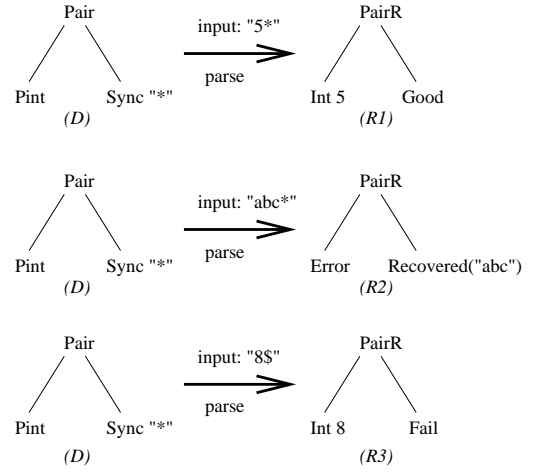 Pair input: "5*" PairR
parse
Pint Sync "*" Int 5 Good
(D) (R1)
Pair input: "abc*" PairR
parse
Pint Sync "*" Error Recovered("abc")
(D) (R2)
Pair input: "8$" PairR
parse
Pint Sync "*" Int 8 Fail
(D) (R3)